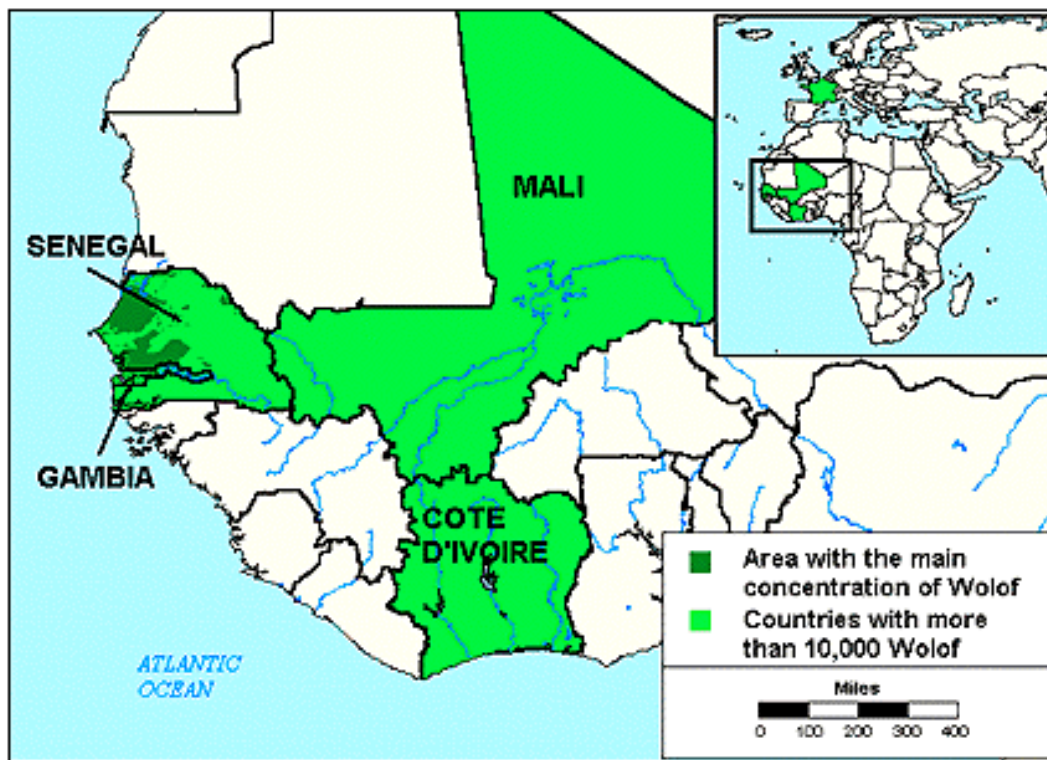 MALI
SENEGAL
GAMBIA
COTE
D'IVOIRE
ATLANTIC
OCEAN
Area with the main
concentration of Wolof
Countries with more
than 10,000 Wolof
Miles
0 100 200 300 400